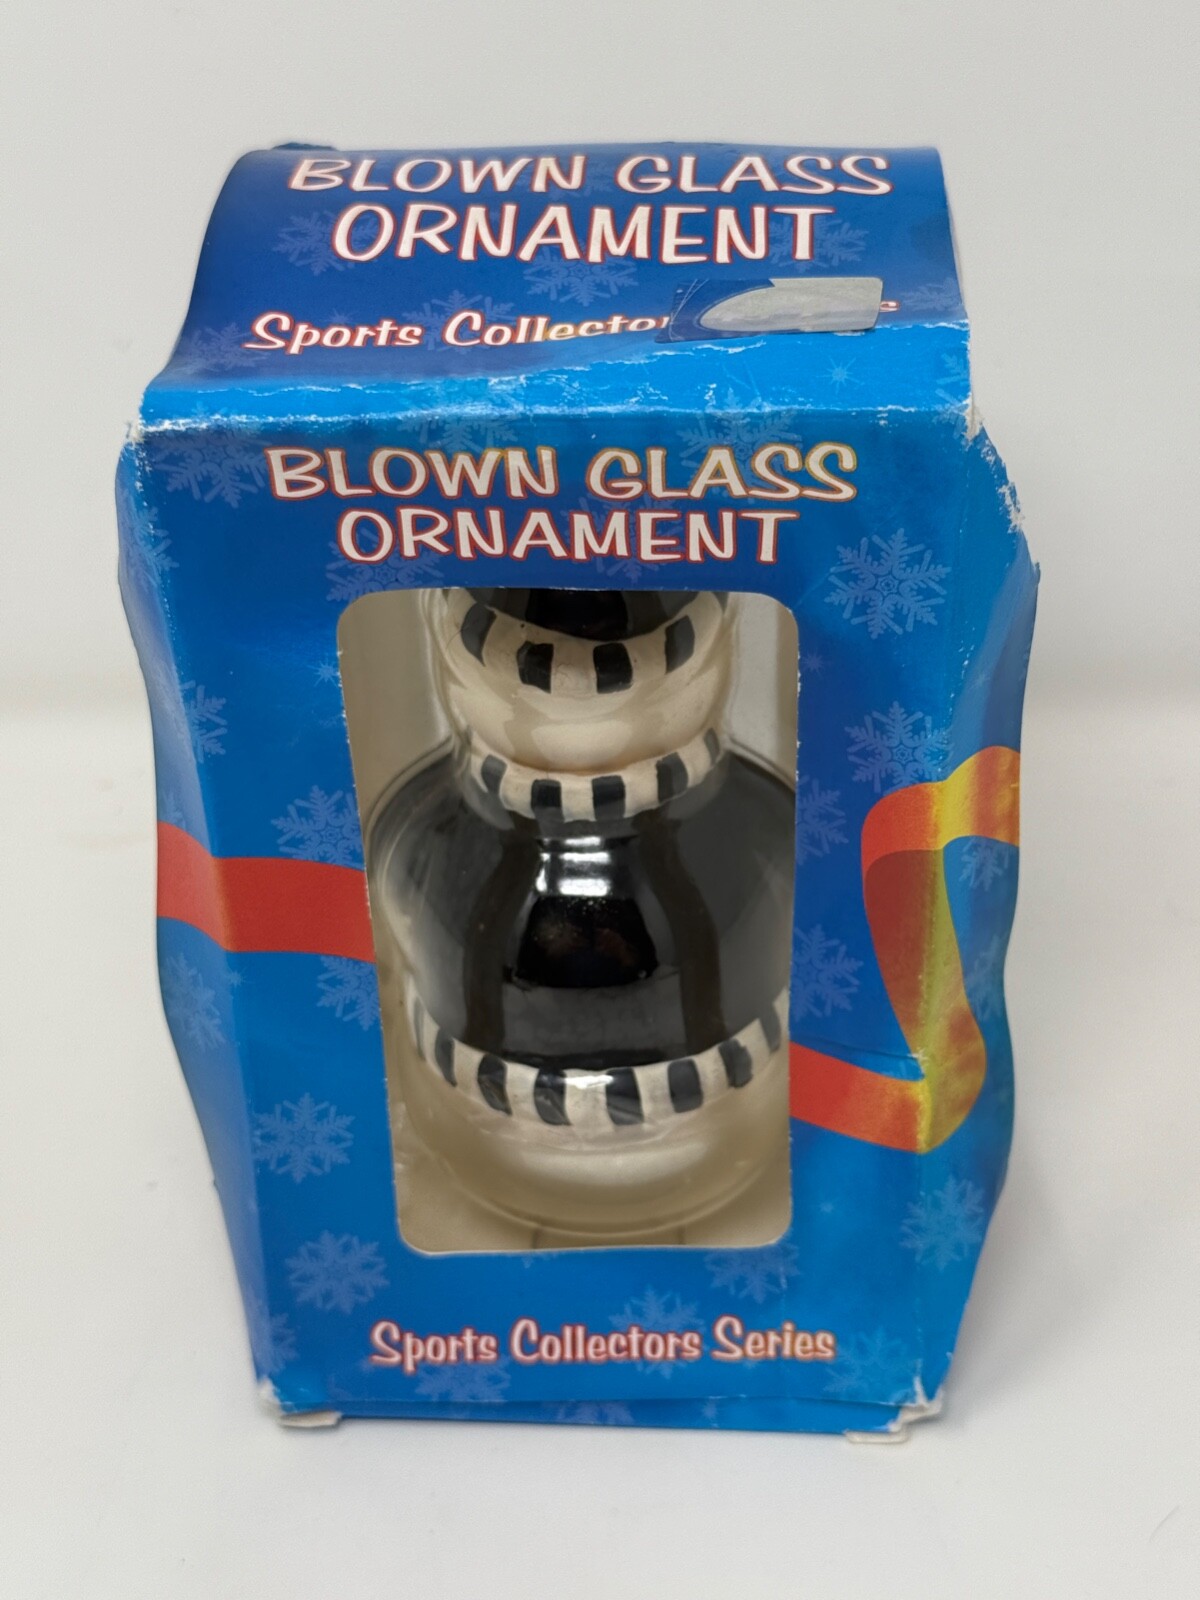 BLOWN GLASS
ORNAMENT
Sports Collector
BLOWN GLASS
ORNAMENT
Sports Collectors Series